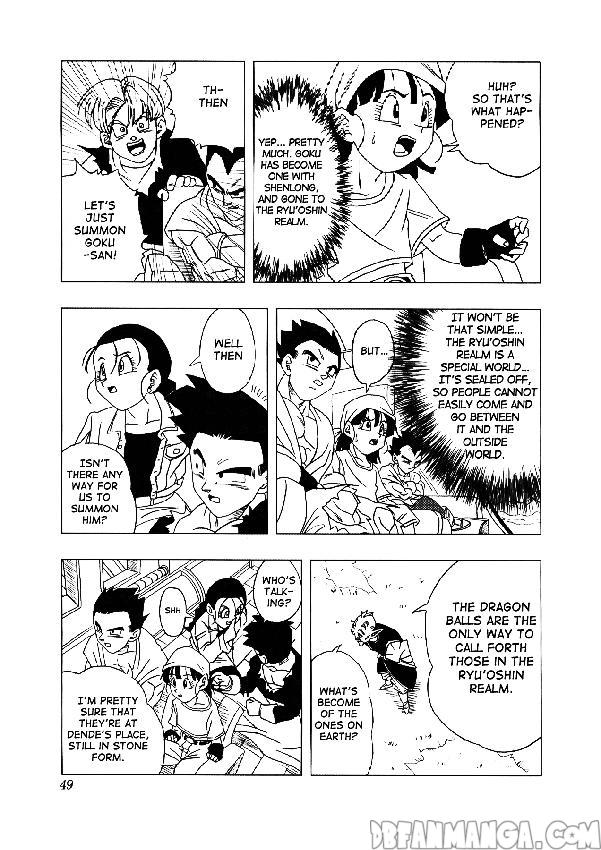 HUH?
SO THAT'S
WHAT HAP-
PENED?
YEP... PRETTY
MUCH. GOKU
HAS BECOME
ONE WITH
SHENLONG,
AND GONE TO
THE RYU'OSHIN
REALM.
TH-
THEN
LET'S
JUST
SUMMON
GOKU
-SAN!
IT WON'T BE
THAT SIMPLE...
THE RYU'OSHIN
REALM IS A
SPECIAL WORLD...
IT'S SEALED OFF,
SO PEOPLE CANNOT
EASILY COME AND
GO BETWEEN
IT AND THE
OUTSIDE
WORLD.
BUT...
WELL
THEN
ISN'T
THERE ANY
WAY FOR
US TO
SUMMON
HIM?
THE DRAGON
BALLS ARE THE
ONLY WAY TO
CALL FORTH
THOSE IN THE
RYU'OSHIN
REALM.
WHAT'S
BECOME
OF THE
ONES ON
EARTH?
WHO'S
TALK-
ING?
SHH
I'M PRETTY
SURE THAT
THEY'RE AT
DENDE'S PLACE,
STILL IN STONE
FORM.
49
DBFANMANGA.COM